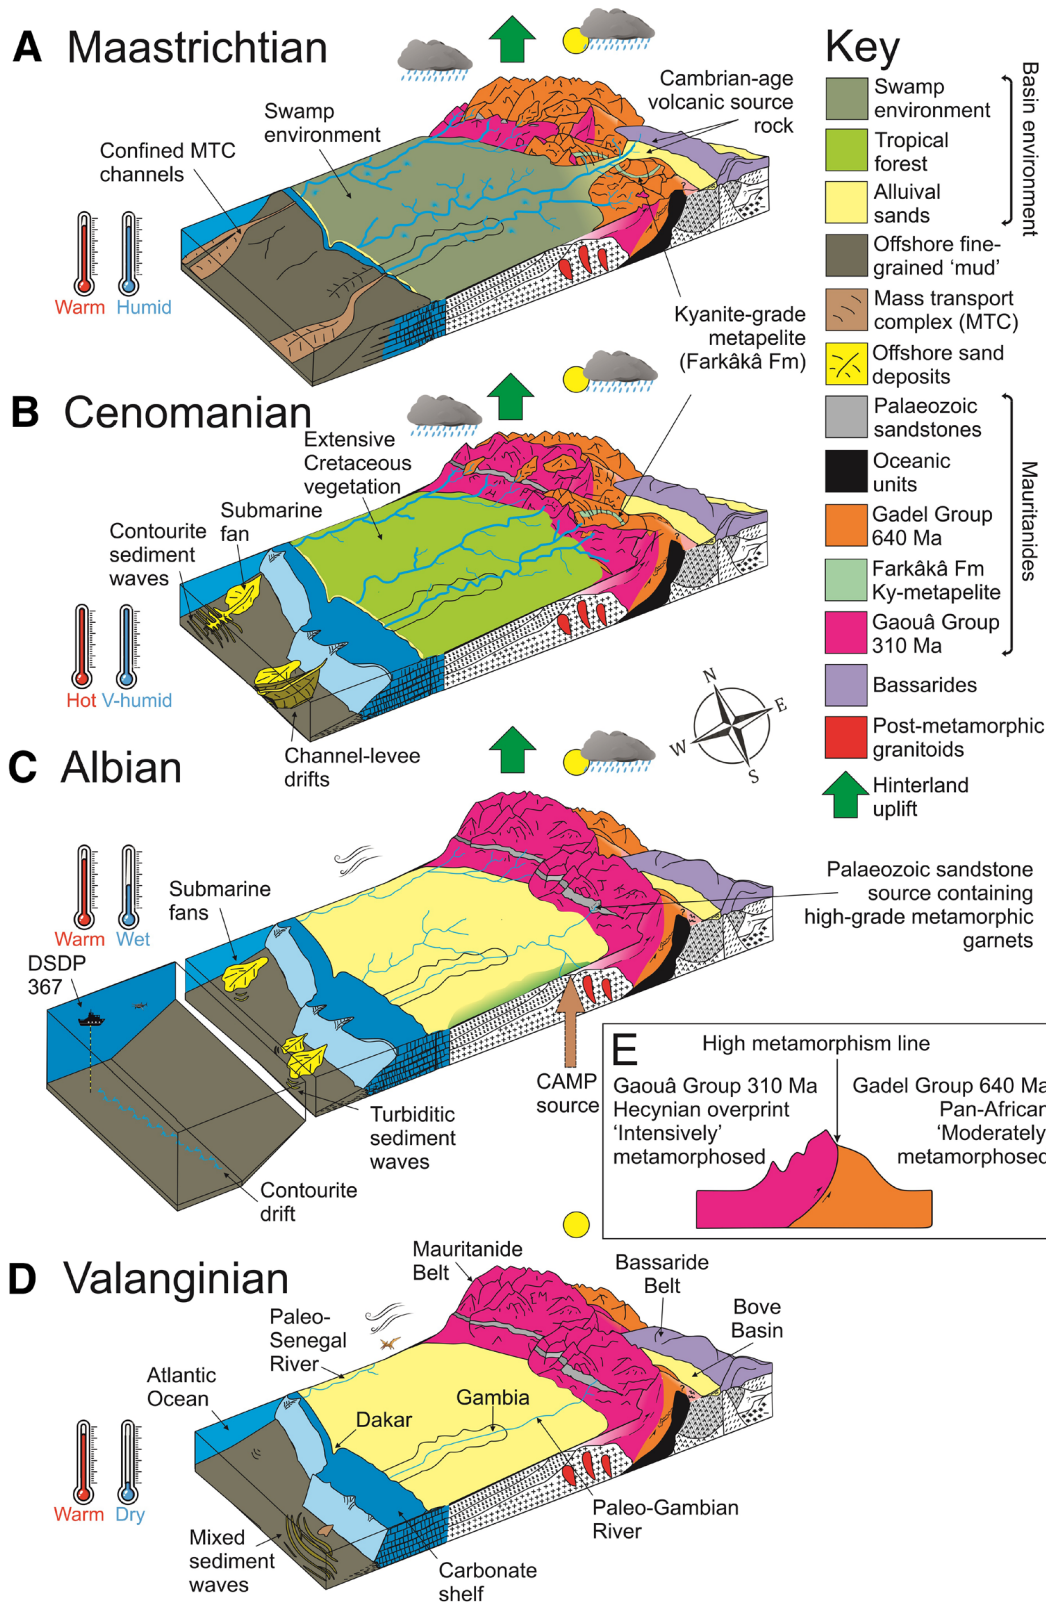 A Maastrichtian
Swamp
environment
Confined MTC
channels
Cambrian-age
volcanic source
rock
Warm Humid
Kyanite-grade
metapelite
(Farkâkâ Fm)
B Cenomanian
Extensive
Cretaceous
vegetation
Submarine
fan
Contourite
sediment
waves
Hot V-humid
Channel-levee
drifts
N
E
S
W
C Albian
Submarine
fans
Warm Wet
DSDP
367
Palaeozoic sandstone
source containing
high-grade metamorphic
garnets
CAMP
source
Turbiditic
sediment
waves
Contourite
drift
E
High metamorphism line
Gaouâ Group 310 Ma
Hecynian overprint
‘Intensively’
metamorphosed
Gadel Group 640 Ma
Pan-African
‘Moderately’
metamorphosed
D Valanginian
Mauritanide
Belt
Bassaride
Belt
Bove
Basin
Paleo-
Senegal
River
Atlantic
Ocean
Dakar
Gambia
Warm Dry
Paleo-Gambian
River
Mixed
sediment
waves
Carbonate
shelf
Key
Swamp
environment
Tropical
forest
Alluival
sands
Basin environment
Offshore fine-
grained ‘mud’
Mass transport
complex (MTC)
Offshore sand
deposits
Palaeozoic
sandstones
Oceanic
units
Gadel Group
640 Ma
Farkâkâ Fm
Ky-metapelite
Gaouâ Group
310 Ma
Mauritanides
Bassarides
Post-metamorphic
granitoids
Hinterland
uplift